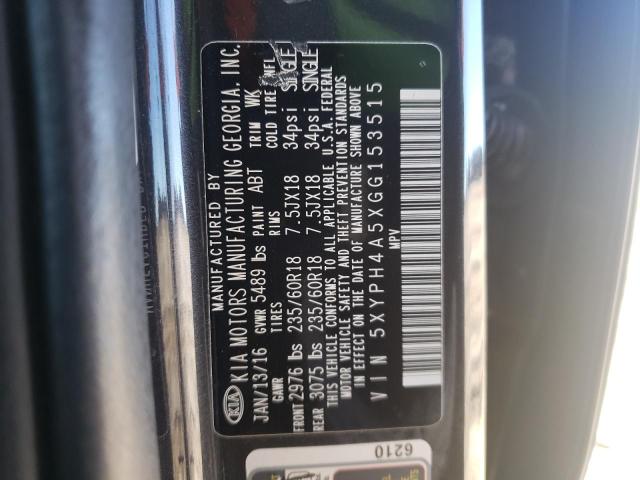 MANUFACTURED BY
KIA KIA MOTORS MANUFACTURING GEORGIA, INC.
JAN/13/16 GVWR 5489 lbs PAINT ABT TRIM WK
GAWR TIRES RIMS COLD TIRE INFL
FRONT 2976 lbs 235/60R18 7.5JX18 34psi SINGLE
REAR 3075 lbs 235/60R18 7.5JX18 34psi SINGLE
THIS VEHICLE CONFORMS TO ALL APPLICABLE U.S.A. FEDERAL
MOTOR VEHICLE SAFETY AND THEFT PREVENTION STANDARDS
IN EFFECT ON THE DATE OF MANUFACTURE SHOWN ABOVE
VIN 5XYPH4A5XGG153515
MPV
6210